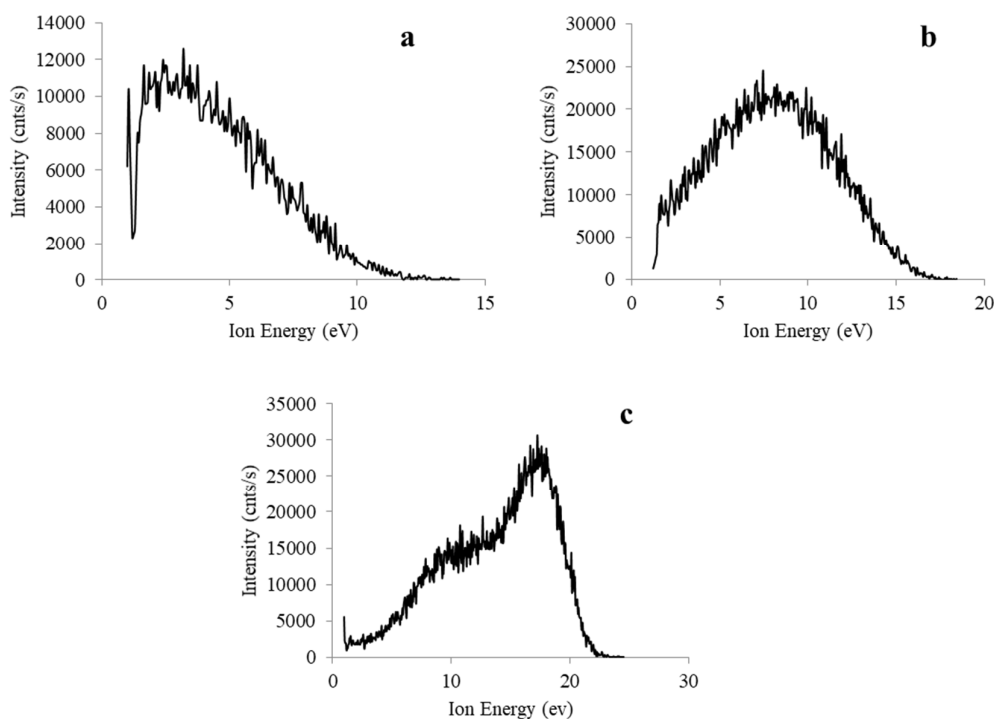 a
14000
12000
10000
8000
6000
4000
2000
0
Intensity (cnts/s)
0 5 10 15
Ion Energy (eV)
b
30000
25000
20000
15000
10000
5000
0
Intensity (cnts/s)
0 5 10 15 20
Ion Energy (eV)
c
35000
30000
25000
20000
15000
10000
5000
0
Intensity (cnts/s)
0 10 20 30
Ion Energy (ev)